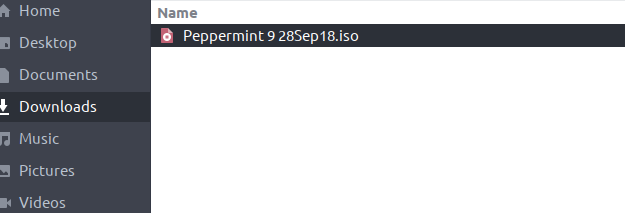 Home
Desktop
Documents
Downloads
Music
Pictures
Videos
Name
Peppermint 9 28Sep18.iso